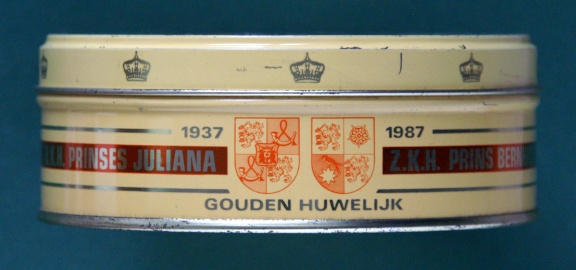 1937 1987
H.K.H. PRINSES JULIANA Z.K.H. PRINS BERN
GOUDEN HUWELIJK